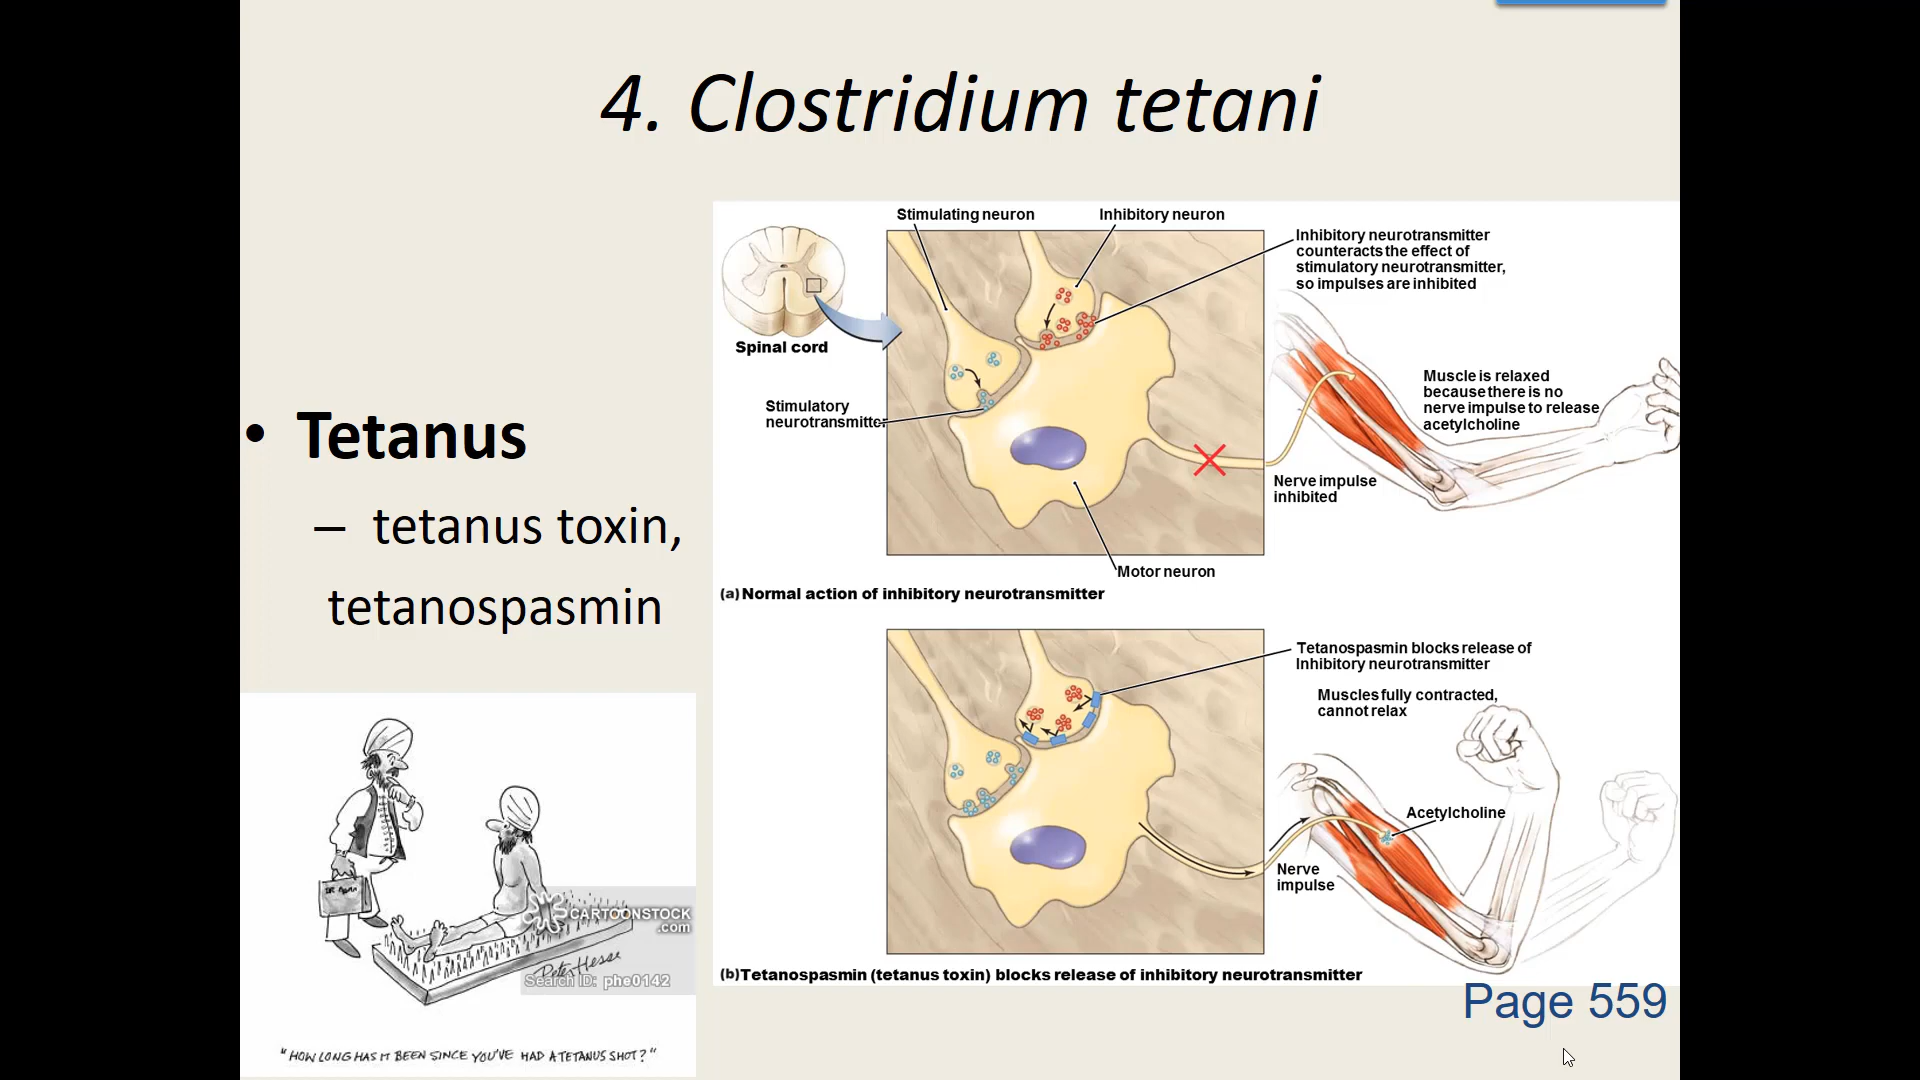 4. Clostridium tetani
• Tetanus
– tetanus toxin,
tetanospasmin
Stimulating neuron
Inhibitory neuron
Inhibitory neurotransmitter
counteracts the effect of
stimulatory neurotransmitter,
so impulses are inhibited
Spinal cord
Stimulatory
neurotransmitter
Muscle is relaxed
because there is no
nerve impulse to release
acetylcholine
Nerve impulse
inhibited
Motor neuron
(a) Normal action of inhibitory neurotransmitter
Tetanospasmin blocks release of
Inhibitory neurotransmitter
Muscles fully contracted,
cannot relax
Acetylcholine
Nerve
impulse
(b) Tetanospasmin (tetanus toxin) blocks release of inhibitory neurotransmitter
Page 559
CARTOONSTOCK
.com
Peter Hesse
Search ID: phe0142
"HOW LONG HAS IT BEEN SINCE YOU'VE HAD A TETANUS SHOT?"